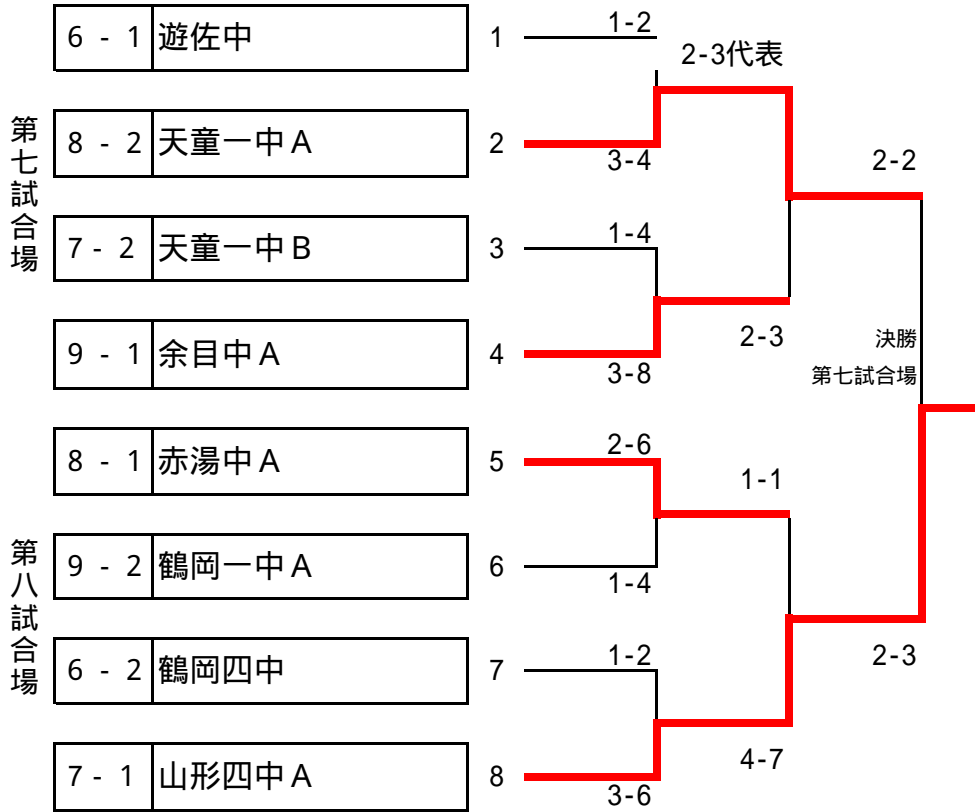 第七試合場
6 - 1 遊佐中 1 1-2
2-3代表
8 - 2 天童一中A 2 3-4
2-2
7 - 2 天童一中B 3 1-4
2-3
9 - 1 余目中A 4 3-8
決勝
第七試合場
第八試合場
8 - 1 赤湯中A 5 2-6
1-1
9 - 2 鶴岡一中A 6 1-4
6 - 2 鶴岡四中 7 1-2
2-3
4-7
7 - 1 山形四中A 8 3-6